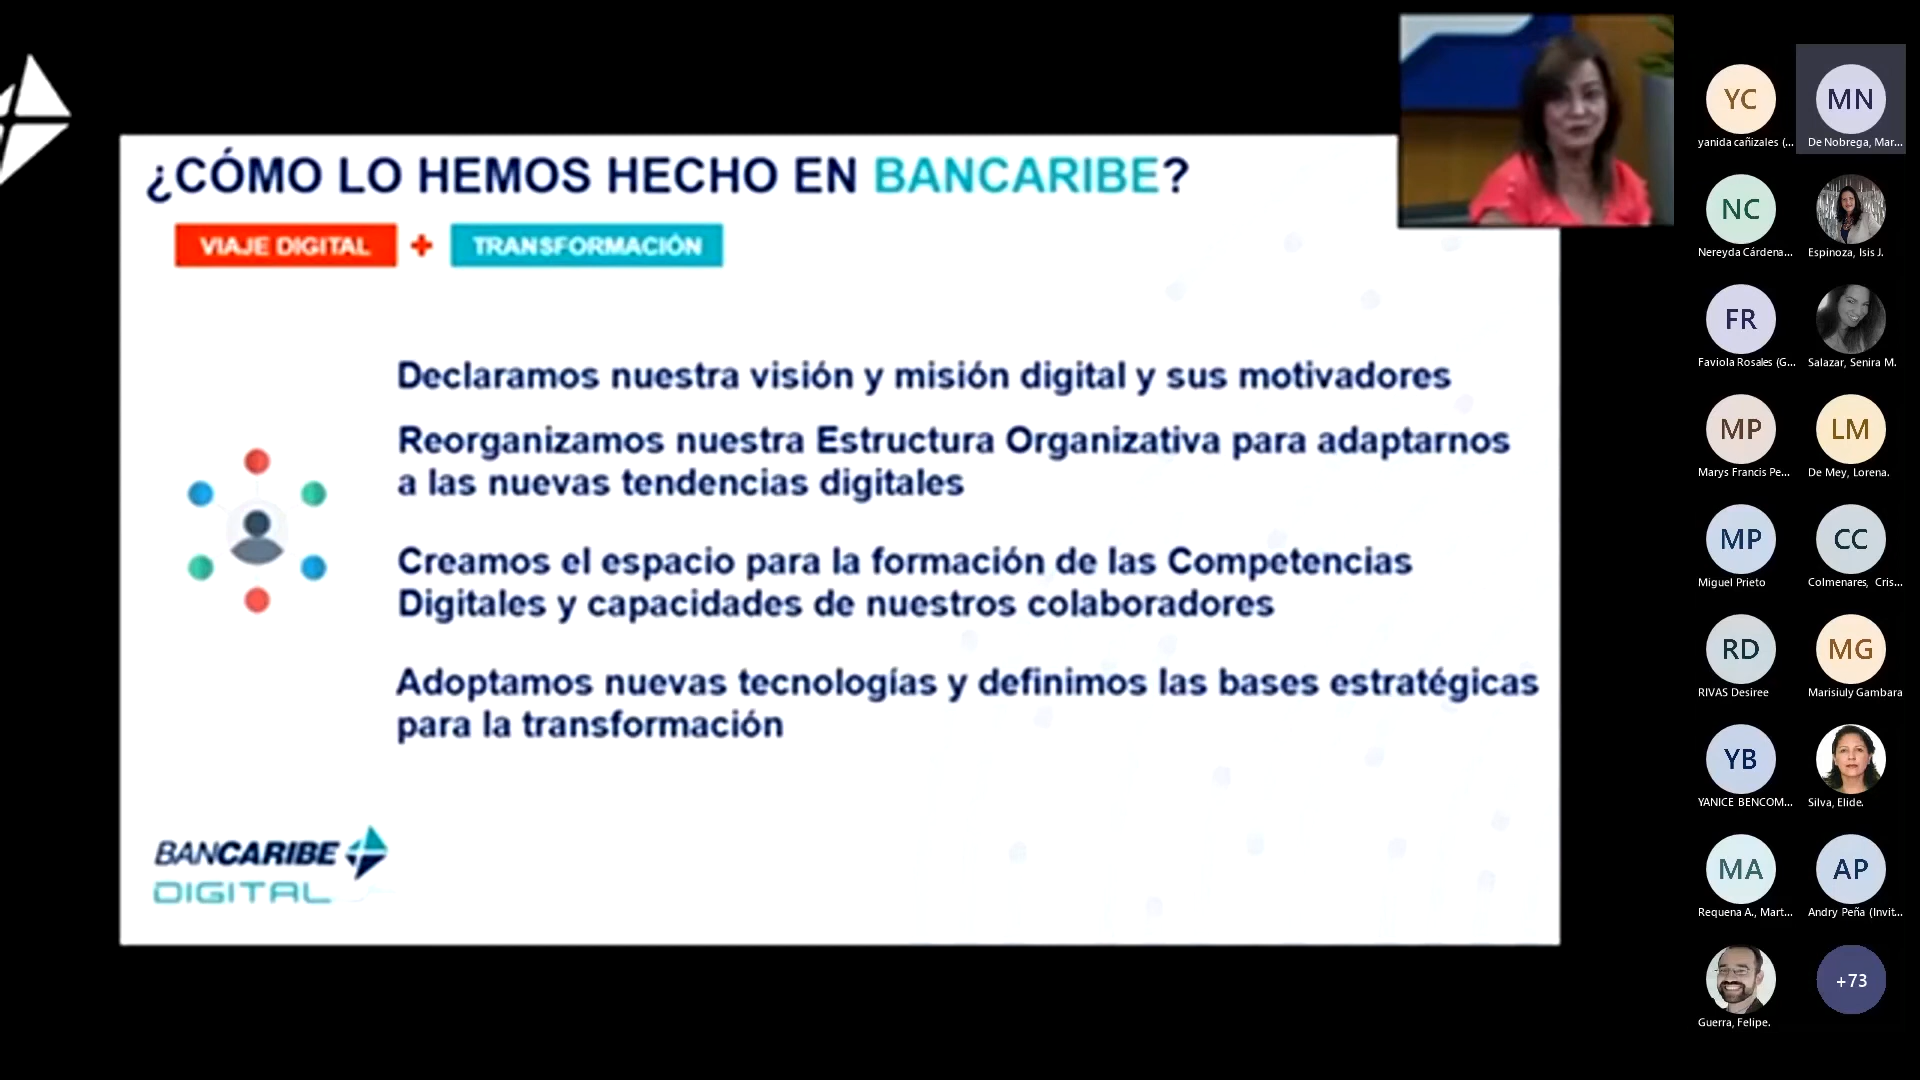 ¿CÓMO LO HEMOS HECHO EN BANCARIBE?
VIAJE DIGITAL + TRANSFORMACIÓN
Declaramos nuestra visión y misión digital y sus motivadores
Reorganizamos nuestra Estructura Organizativa para adaptarnos
a las nuevas tendencias digitales
Creamos el espacio para la formación de las Competencias
Digitales y capacidades de nuestros colaboradores
Adoptamos nuevas tecnologías y definimos las bases estratégicas
para la transformación
BANCARIBE
DIGITAL
YC MN
yanida cañizales (... De Nobrega, Mar...
NC
Nereyda Cárdena... Espinoza, Isis J.
FR
Faviola Rosales (G... Salazar, Senira M.
MP LM
Marys Francis Pe... De Mey, Lorena.
MP CC
Miguel Prieto Colmenares, Cris...
RD MG
RIVAS Desiree Marisiuly Gambara
YB
YANICE BENCOM... Silva, Elide.
MA AP
Requena A., Mart... Andry Peña (Invit...
+73
Guerra, Felipe.